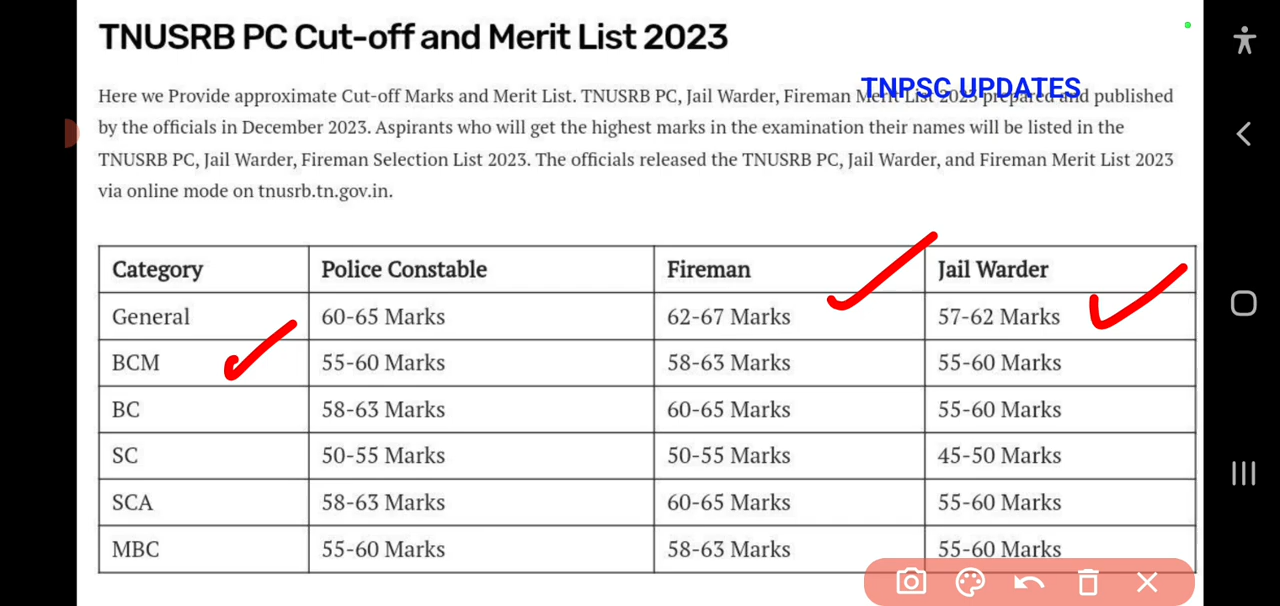 TNUSRB PC Cut-off and Merit List 2023
TNPSC UPDATES
Here we Provide approximate Cut-off Marks and Merit List. TNUSRB PC, Jail Warder, Fireman Merit List 2023 prepared and published
by the officials in December 2023. Aspirants who will get the highest marks in the examination their names will be listed in the
TNUSRB PC, Jail Warder, Fireman Selection List 2023. The officials released the TNUSRB PC, Jail Warder, and Fireman Merit List 2023
via online mode on tnusrb.tn.gov.in.
Category Police Constable Fireman Jail Warder
General 60-65 Marks 62-67 Marks 57-62 Marks
BCM 55-60 Marks 58-63 Marks 55-60 Marks
BC 58-63 Marks 60-65 Marks 55-60 Marks
SC 50-55 Marks 50-55 Marks 45-50 Marks
SCA 58-63 Marks 60-65 Marks 55-60 Marks
MBC 55-60 Marks 58-63 Marks 55-60 Marks